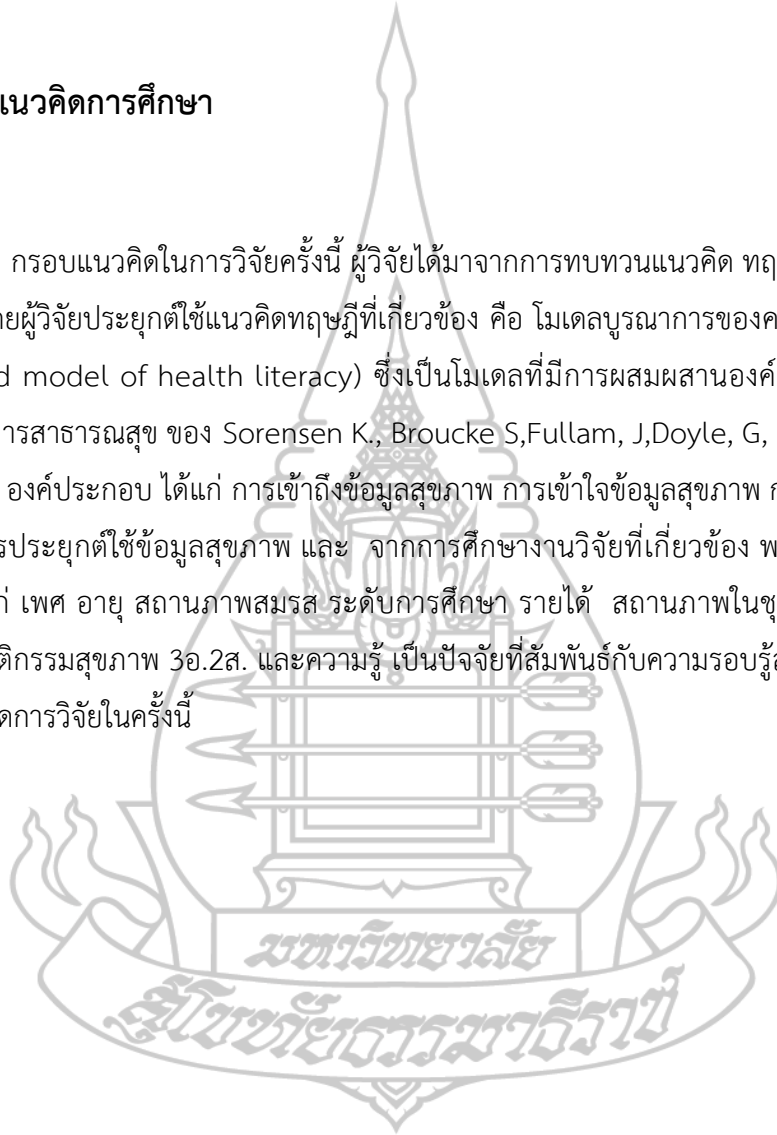 แนวคิดการศึกษา
กรอบแนวคิดในการวิจัยครั้งนี้ ผู้วิจัยได้มาจากการทบทวนแนวคิด ทฤ
ยผู้วิจัยประยุกต์ใช้แนวคิดทฤษฎีที่เกี่ยวข้อง คือ โมเดลบูรณาการของค
d model of health literacy) ซึ่งเป็นโมเดลที่มีการผสมผสานองค์
ารสาธารณสุข ของ Sorensen K., Broucke S,Fullam, J,Doyle, G,
องค์ประกอบ ได้แก่ การเข้าถึงข้อมูลสุขภาพ การเข้าใจข้อมูลสุขภาพ ก
รประยุกต์ใช้ข้อมูลสุขภาพ และ จากการศึกษางานวิจัยที่เกี่ยวข้อง พ
ก่ เพศ อายุ สถานภาพสมรส ระดับการศึกษา รายได้ สถานภาพในชุ
ติกรรมสุขภาพ 3อ.2ส. และความรู้ เป็นปัจจัยที่สัมพันธ์กับความรอบรู้ส
ดการวิจัยในครั้งนี้
มหาวิทยาลัย
สุโขทัยธรรมาธิราช